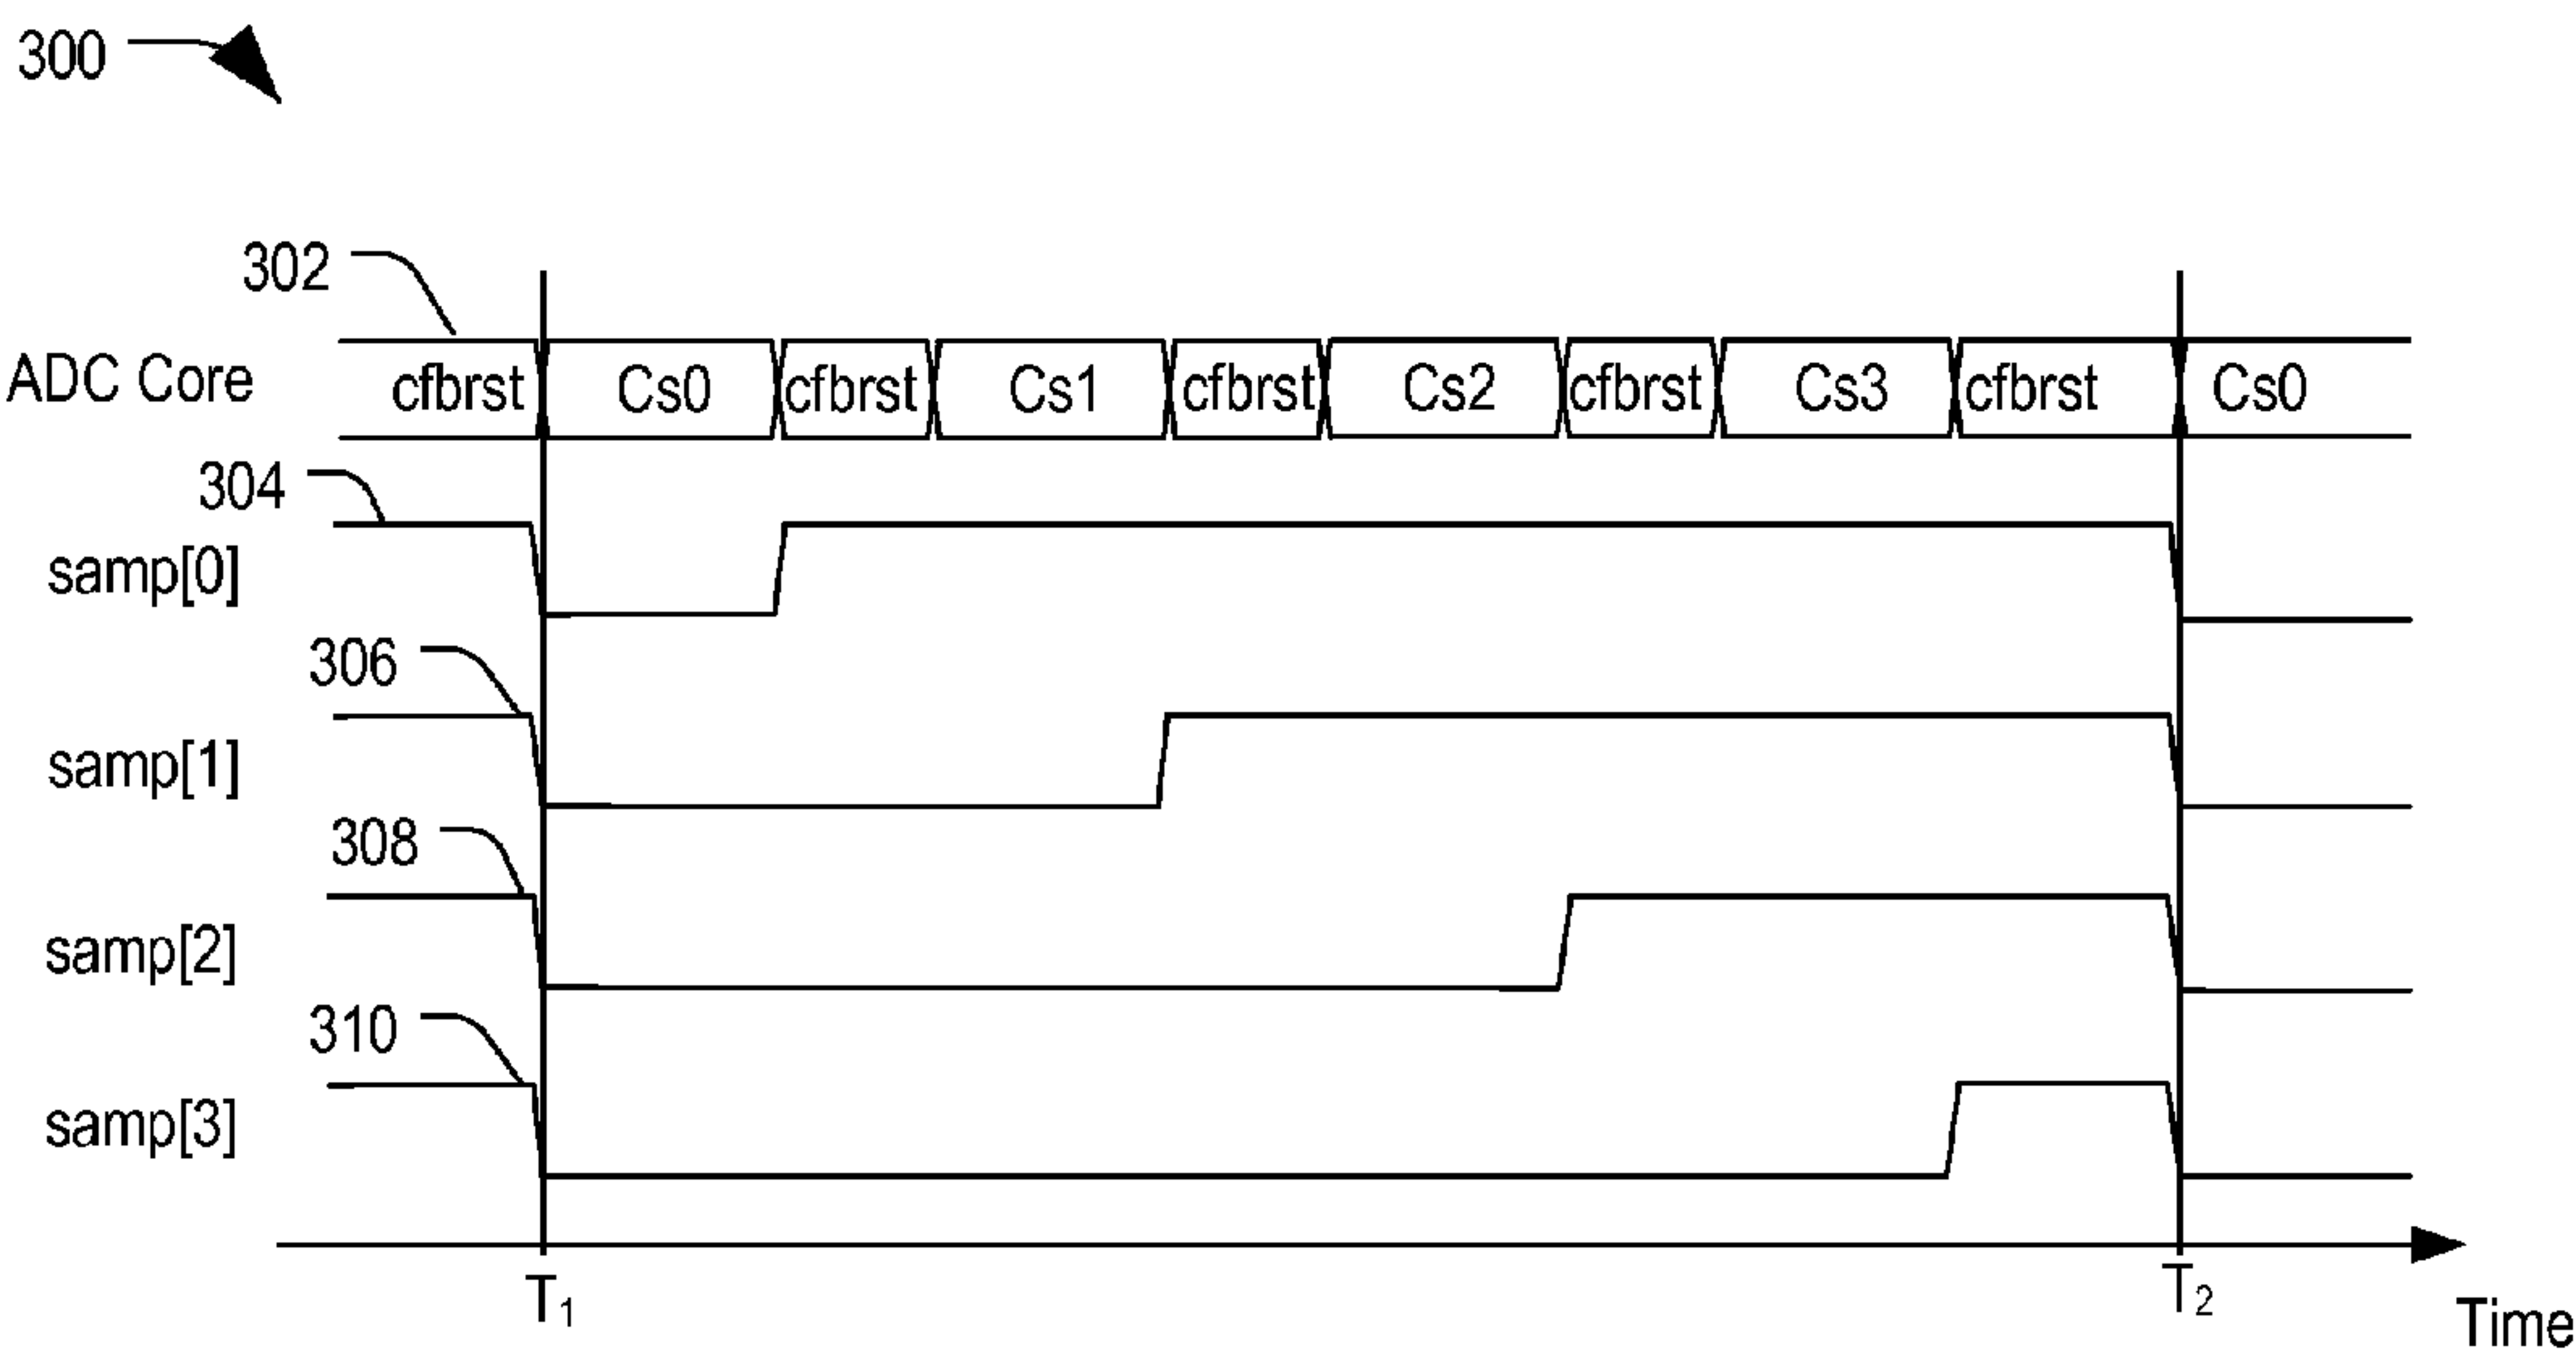 300
302
ADC Core cfbrst Cs0 cfbrst Cs1 cfbrst Cs2 cfbrst Cs3 cfbrst Cs0
304
samp[0]
306
samp[1]
308
samp[2]
310
samp[3]
T1 T2
Time